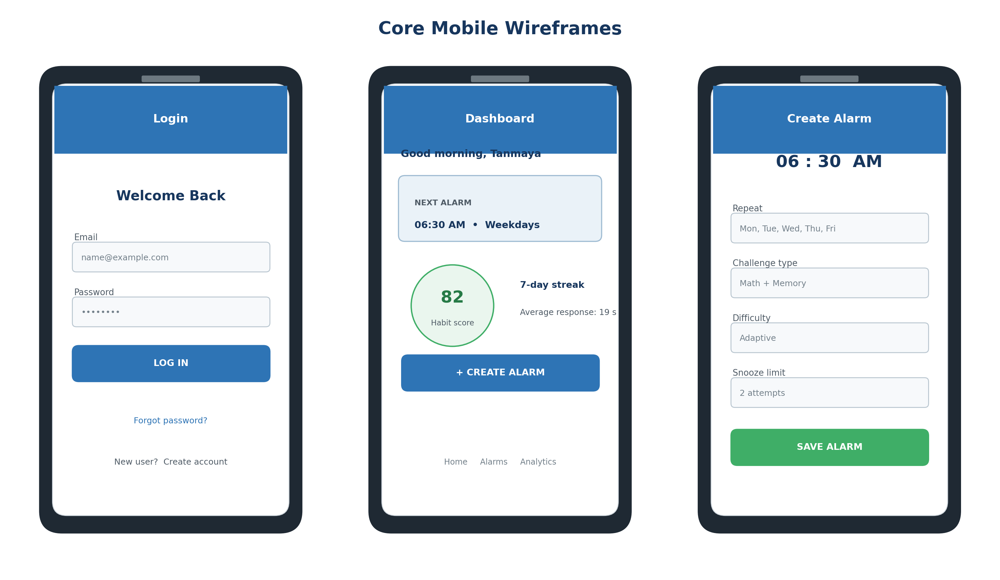 Core Mobile Wireframes
Login
Welcome Back
Email
name@example.com
Password
••••••••
LOG IN
Forgot password?
New user?  Create account
Dashboard
Good morning, Tanmaya
NEXT ALARM
06:30 AM  •  Weekdays
82
Habit score
7-day streak
Average response: 19 s
+ CREATE ALARM
Home    Alarms    Analytics
Create Alarm
06 : 30  AM
Repeat
Mon, Tue, Wed, Thu, Fri
Challenge type
Math + Memory
Difficulty
Adaptive
Snooze limit
2 attempts
SAVE ALARM